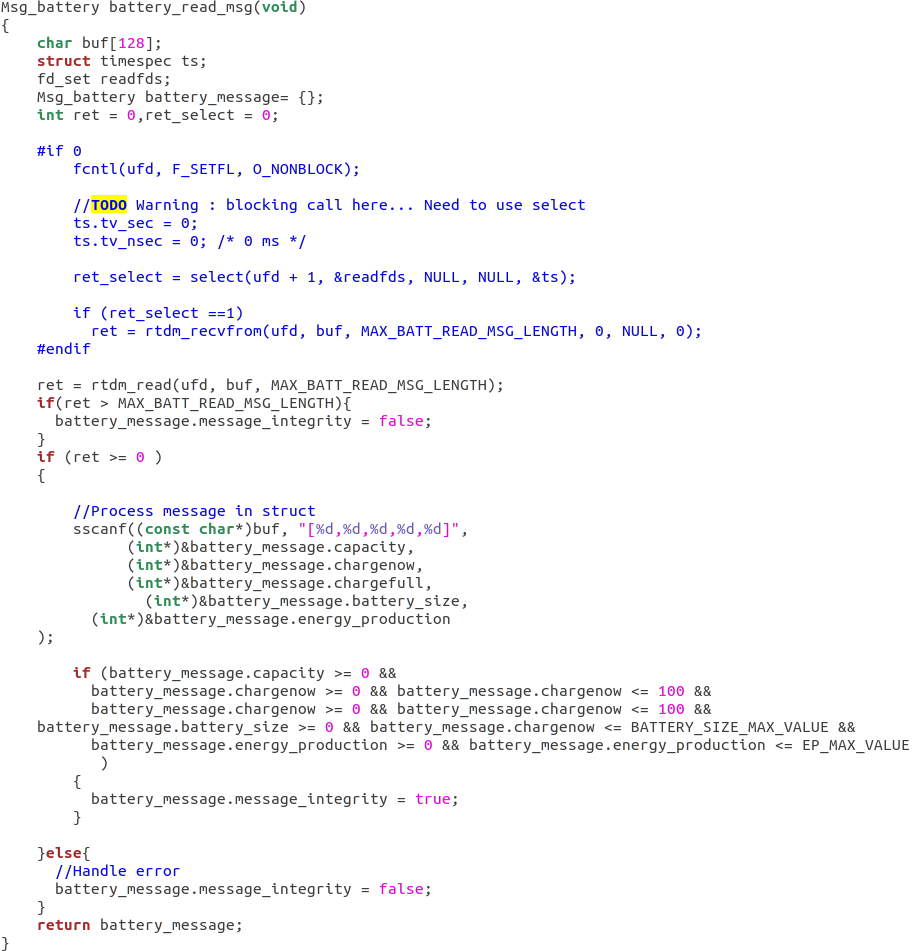 Msg_battery battery_read_msg(void)
{
    char buf[128];
    struct timespec ts;
    fd_set readfds;
    Msg_battery battery_message= {};
    int ret = 0,ret_select = 0;

    #if 0
        fcntl(ufd, F_SETFL, O_NONBLOCK);

        //TODO Warning : blocking call here... Need to use select
        ts.tv_sec = 0;
        ts.tv_nsec = 0; /* 0 ms */

        ret_select = select(ufd + 1, &readfds, NULL, NULL, &ts);

        if (ret_select ==1)
          ret = rtdm_recvfrom(ufd, buf, MAX_BATT_READ_MSG_LENGTH, 0, NULL, 0);
    #endif

    ret = rtdm_read(ufd, buf, MAX_BATT_READ_MSG_LENGTH);
    if(ret > MAX_BATT_READ_MSG_LENGTH){
      battery_message.message_integrity = false;
    }
    if (ret >= 0 )
    {

        //Process message in struct
        sscanf((const char*)buf, "[%d,%d,%d,%d,%d]",
              (int*)&battery_message.capacity,
              (int*)&battery_message.chargenow,
              (int*)&battery_message.chargefull,
                (int*)&battery_message.battery_size,
          (int*)&battery_message.energy_production
    );

        if (battery_message.capacity >= 0 &&
          battery_message.chargenow >= 0 && battery_message.chargenow <= 100 &&
          battery_message.chargenow >= 0 && battery_message.chargenow <= 100 &&
    battery_message.battery_size >= 0 && battery_message.chargenow <= BATTERY_SIZE_MAX_VALUE &&
          battery_message.energy_production >= 0 && battery_message.energy_production <= EP_MAX_VALUE
           )
        {
          battery_message.message_integrity = true;
        }

    }else{
      //Handle error
      battery_message.message_integrity = false;
    }
    return battery_message;
}